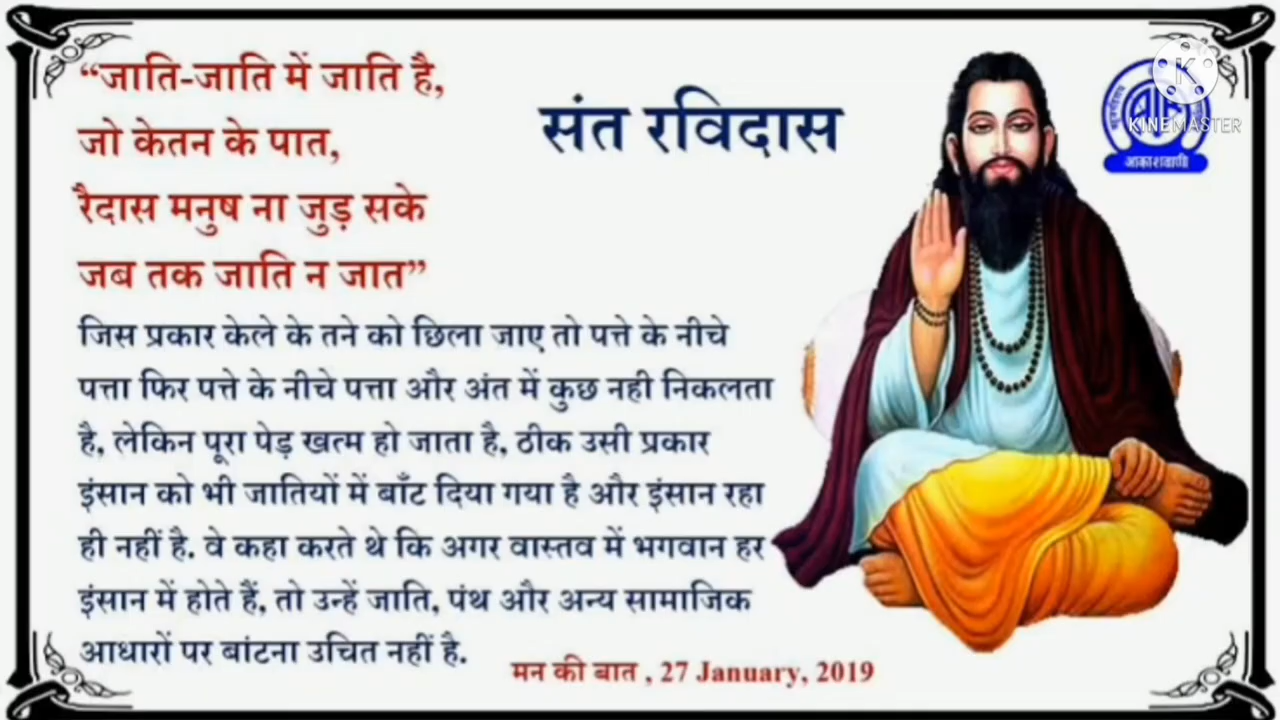 “जाति-जाति में जाति है,
जो केतन के पात,
रैदास मनुष ना जुड़ सके
जब तक जाति न जात”
संत रविदास
KINEMASTER
आकाशवाणी
जिस प्रकार केले के तने को छिला जाए तो पत्ते के नीचे
पत्ता फिर पत्ते के नीचे पत्ता और अंत में कुछ नही निकलता
है, लेकिन पूरा पेड़ खत्म हो जाता है, ठीक उसी प्रकार
इंसान को भी जातियों में बाँट दिया गया है और इंसान रहा
ही नहीं है. वे कहा करते थे कि अगर वास्तव में भगवान हर
इंसान में होते हैं, तो उन्हें जाति, पंथ और अन्य सामाजिक
आधारों पर बांटना उचित नहीं है.
मन की बात , 27 January, 2019